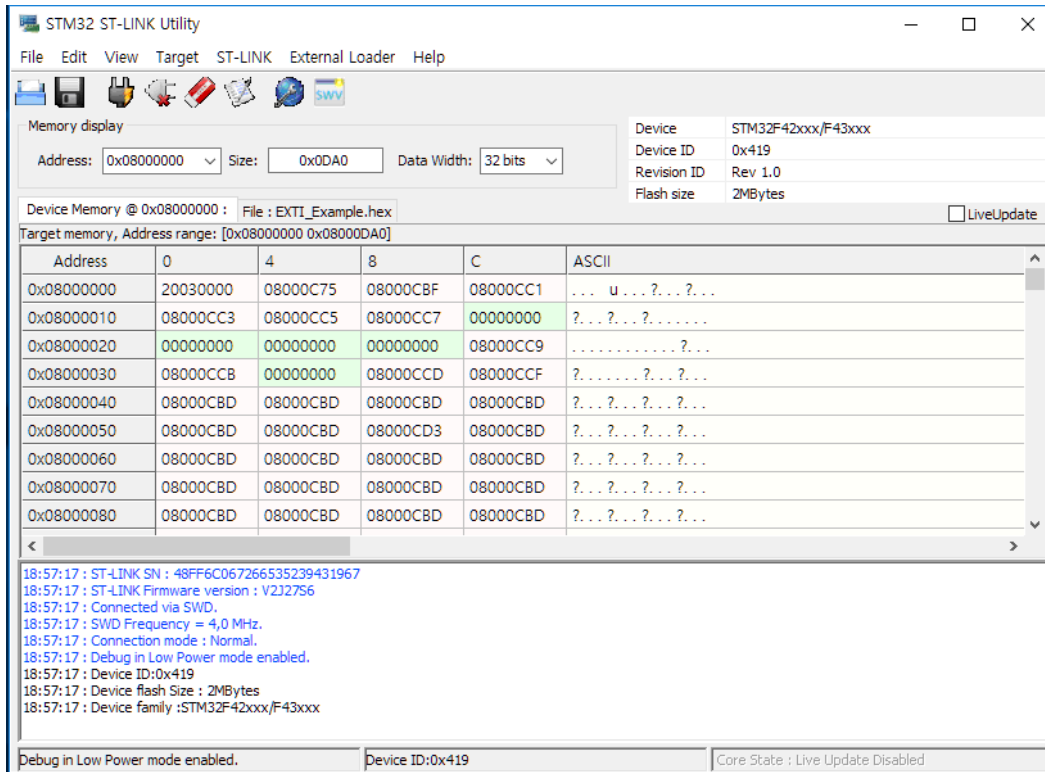 STM32 ST-LINK Utility
File Edit View Target ST-LINK External Loader Help
SWV
Memory display
Address: 0x08000000 Size: 0x0DA0 Data Width: 32 bits
Device STM32F42xxx/F43xxx
Device ID 0x419
Revision ID Rev 1.0
Flash size 2MBytes
Device Memory @ 0x08000000 : File : EXTI_Example.hex
LiveUpdate
Target memory, Address range: [0x08000000 0x08000DA0]
Address 0 4 8 C ASCII
0x08000000 20030000 08000C75 08000CBF 08000CC1 ... u...?...?...
0x08000010 08000CC3 08000CC5 08000CC7 00000000 ?...?...?.......
0x08000020 00000000 00000000 00000000 08000CC9 ............?...
0x08000030 08000CCB 00000000 08000CCD 08000CCF ?.......?...?...
0x08000040 08000CBD 08000CBD 08000CBD 08000CBD ?...?...?...?...
0x08000050 08000CBD 08000CBD 08000CD3 08000CBD ?...?...?...?...
0x08000060 08000CBD 08000CBD 08000CBD 08000CBD ?...?...?...?...
0x08000070 08000CBD 08000CBD 08000CBD 08000CBD ?...?...?...?...
0x08000080 08000CBD 08000CBD 08000CBD 08000CBD ?...?...?...?...
18:57:17 : ST-LINK SN : 48FF6C067266535239431967
18:57:17 : ST-LINK Firmware version : V2J27S6
18:57:17 : Connected via SWD.
18:57:17 : SWD Frequency = 4,0 MHz.
18:57:17 : Connection mode : Normal.
18:57:17 : Debug in Low Power mode enabled.
18:57:17 : Device ID:0x419
18:57:17 : Device flash Size : 2MBytes
18:57:17 : Device family :STM32F42xxx/F43xxx
Debug in Low Power mode enabled. Device ID:0x419 Core State : Live Update Disabled